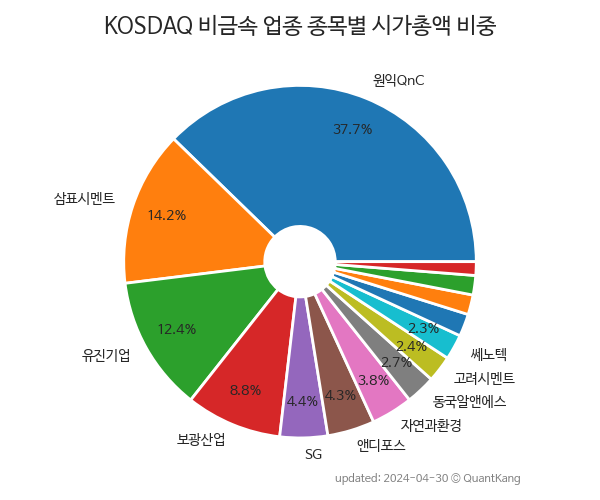 KOSDAQ 비금속 업종 종목별 시가총액 비중
원익QnC
37.7%
삼표시멘트
14.2%
유진기업
12.4%
보광산업
8.8%
SG
4.4%
앤디포스
4.3%
자연과환경
3.8%
동국알앤에스
2.7%
고려시멘트
2.4%
쎄노텍
2.3%
updated: 2024-04-30 © QuantKang